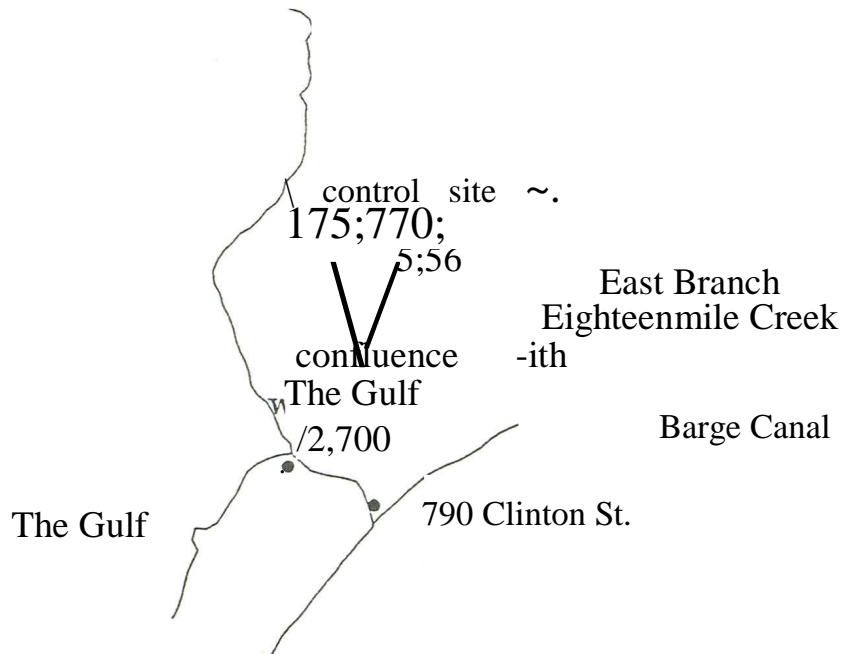 control site ~.
175;770;
5;56
East Branch
Eighteenmile Creek
confluence -ith
The Gulf
/2,700
Barge Canal
790 Clinton St.
The Gulf